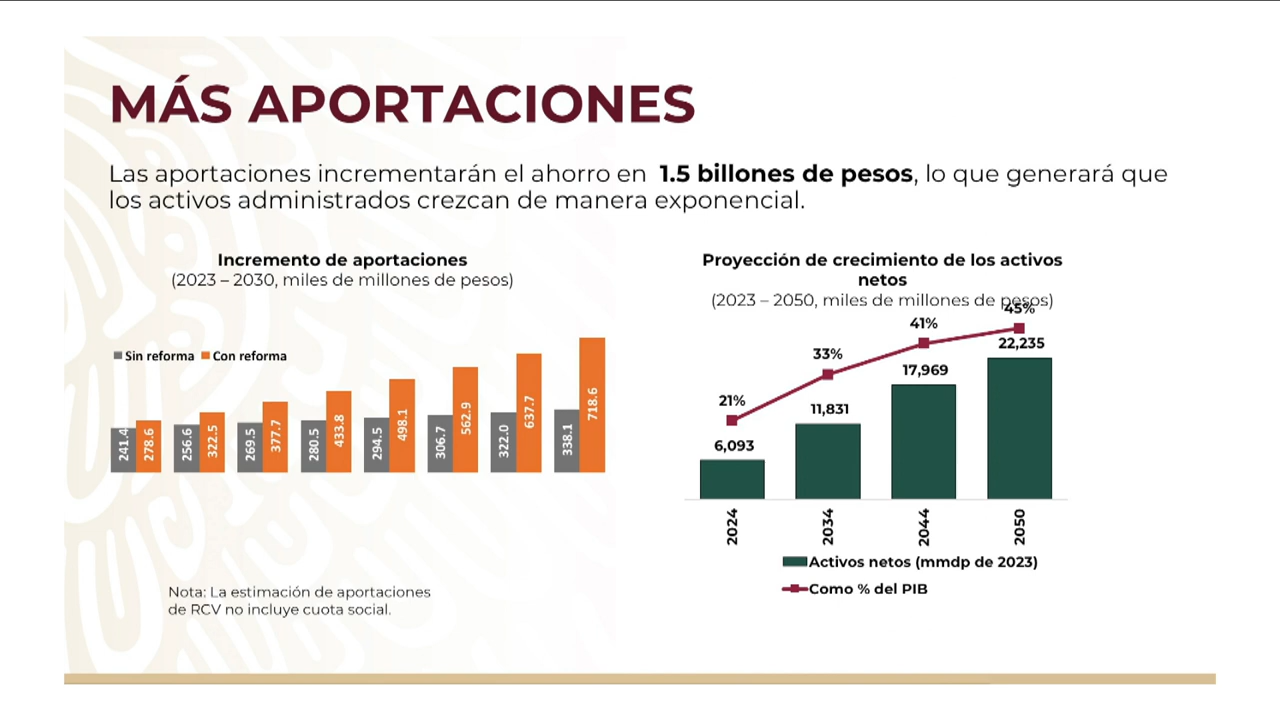 MÁS APORTACIONES
Las aportaciones incrementarán el ahorro en 1.5 billones de pesos, lo que generará que
los activos administrados crezcan de manera exponencial.
Incremento de aportaciones
(2023 – 2030, miles de millones de pesos)
Sin reforma Con reforma
241.4 278.6 256.6 322.5 269.5 377.7 280.5 433.8 294.5 498.1 306.7 562.9 322.0 637.7 338.1 718.6
Nota: La estimación de aportaciones
de RCV no incluye cuota social.
Proyección de crecimiento de los activos
netos
(2023 – 2050, miles de millones de pesos)
21% 33% 41% 45%
6,093 11,831 17,969 22,235
2024 2034 2044 2050
Activos netos (mmdp de 2023)
Como % del PIB